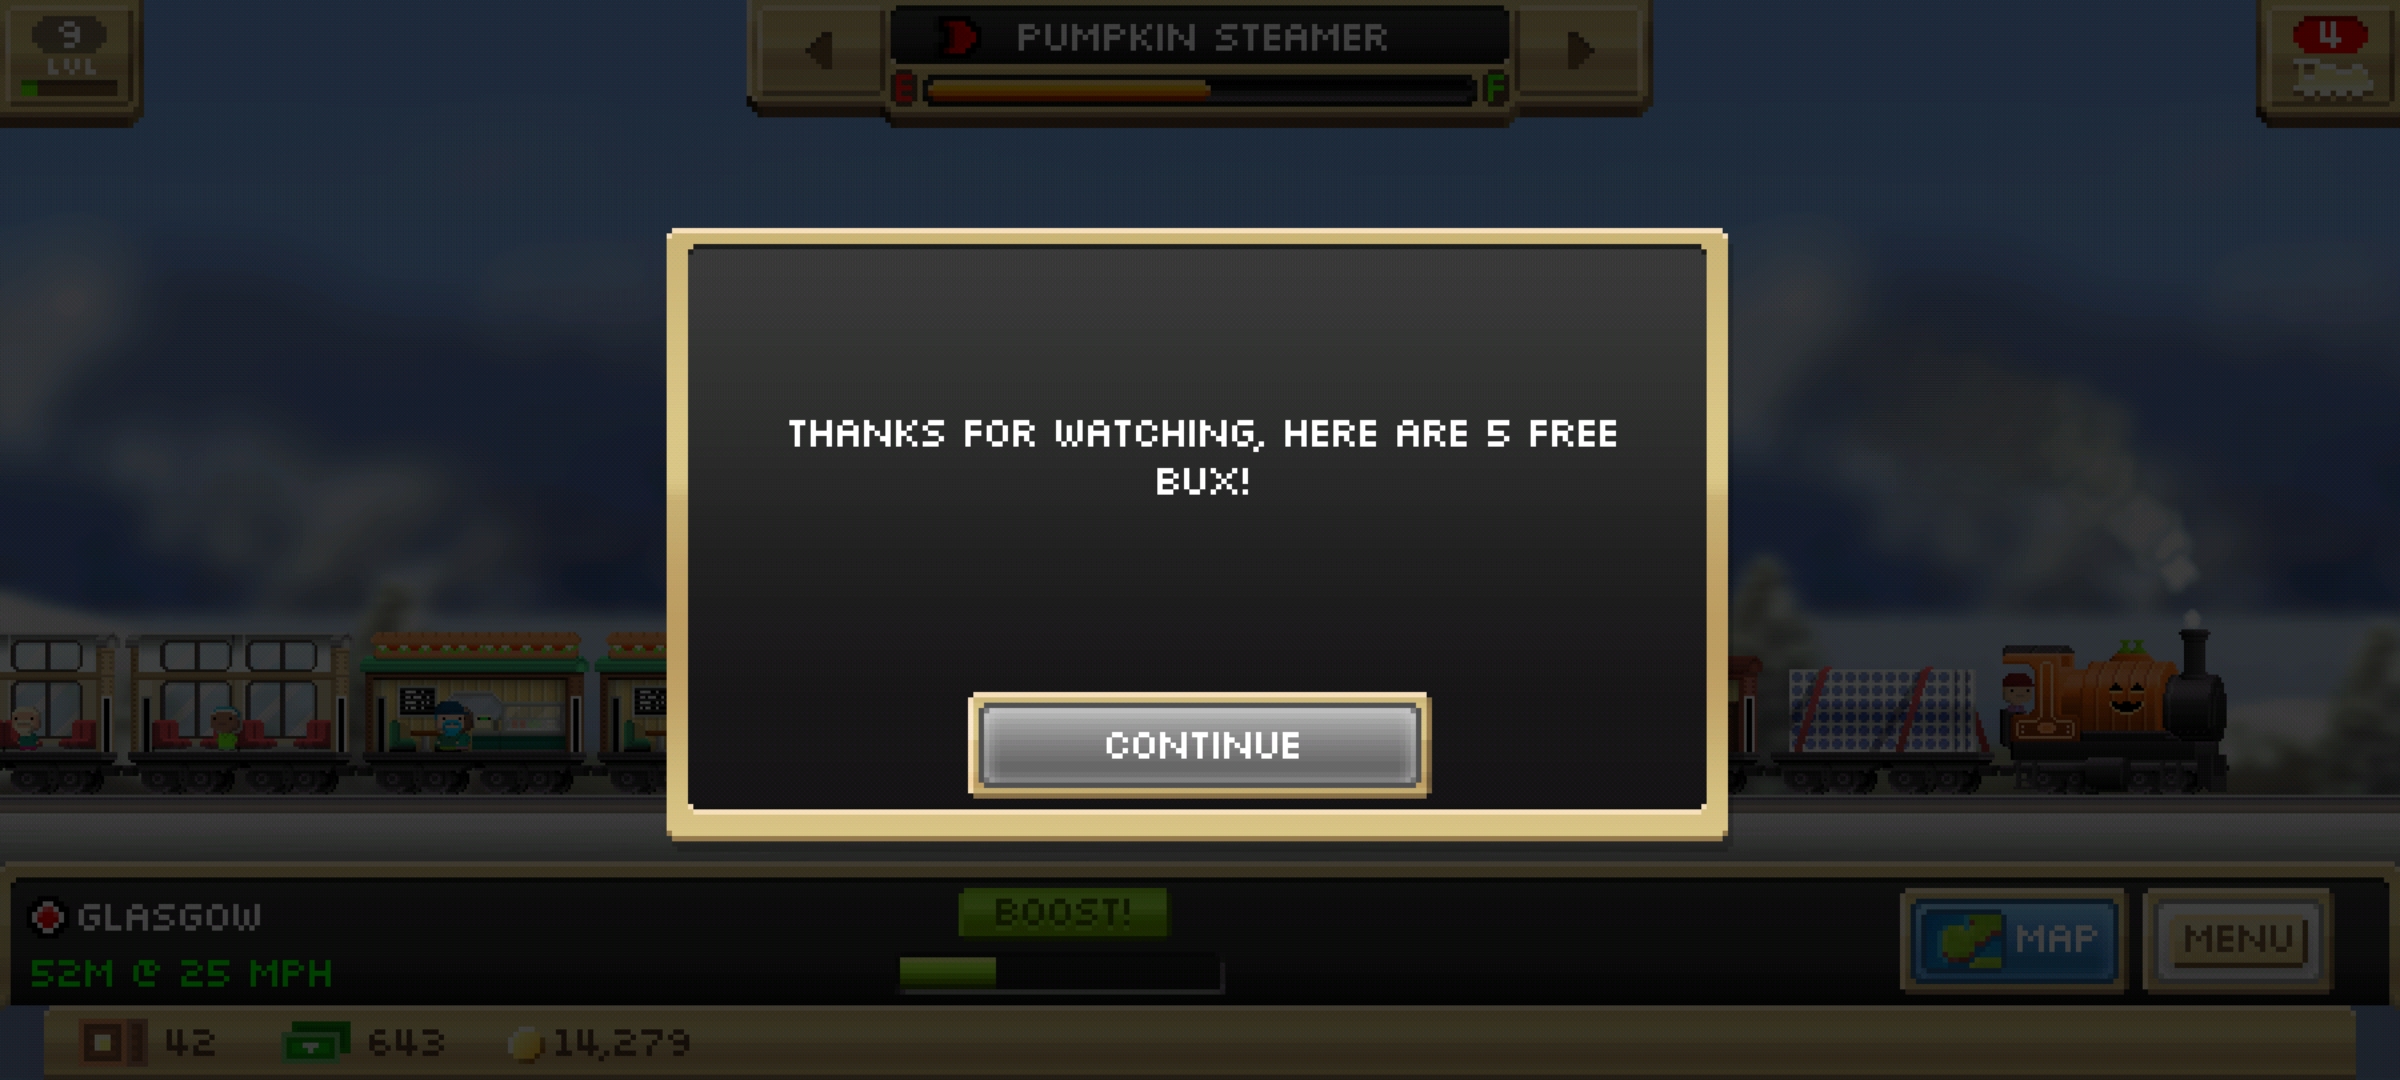 9
LVL
PUMPKIN STEAMER
E
F
4
THANKS FOR WATCHING, HERE ARE 5 FREE
BUX!
CONTINUE
GLASGOW
52M @ 25 MPH
BOOST!
MAP
MENU
42
643
14,279